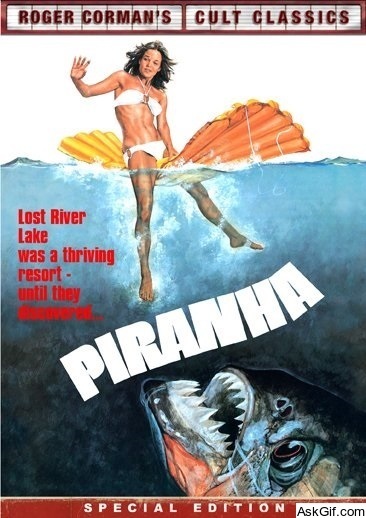 ROGER CORMAN'S CULT CLASSICS
Lost River
Lake
was a thriving
resort -
until they
discovered...
PIRANHA
SPECIAL EDITION
AskGif.com